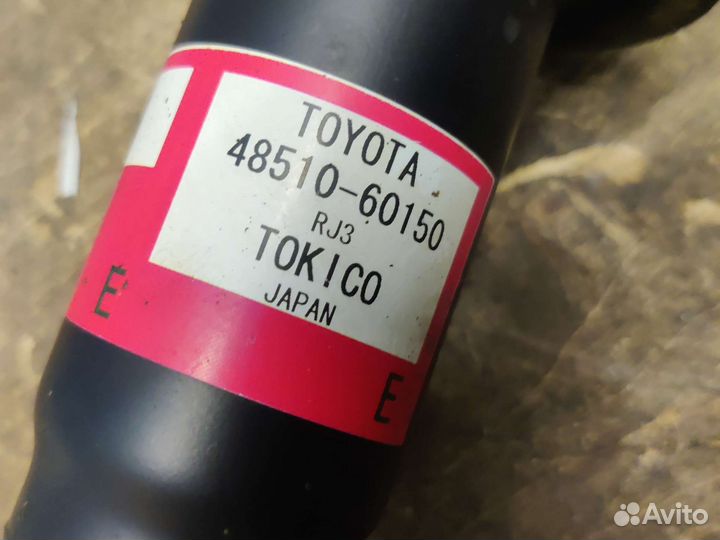 TOYOTA
48510-60150
RJ3
TOKICO
JAPAN
E
E
Avito